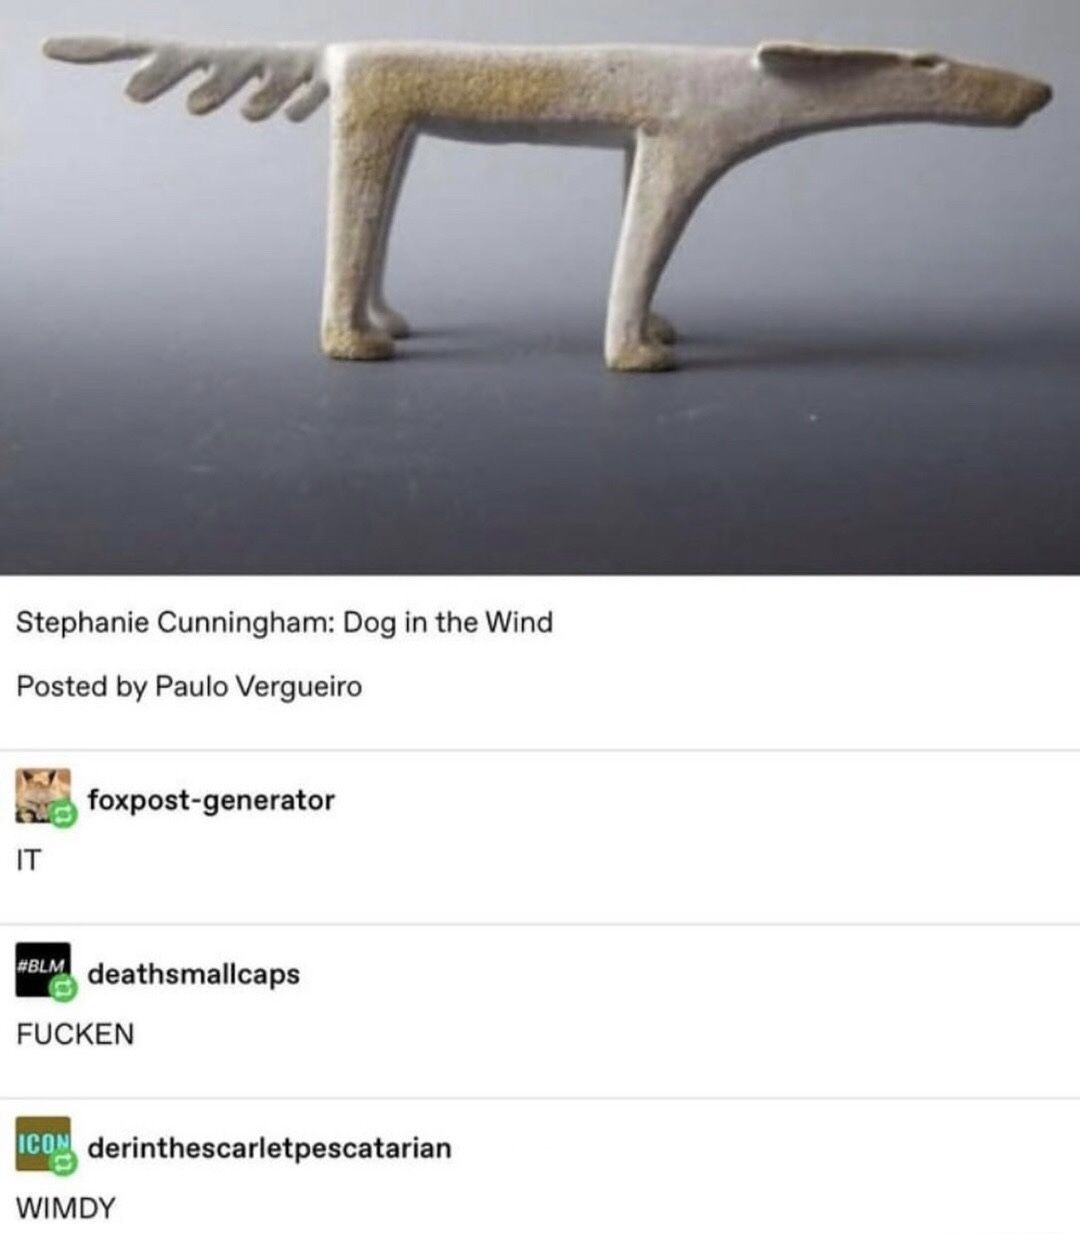 Stephanie Cunningham: Dog in the Wind
Posted by Paulo Vergueiro
foxpost-generator
IT
#BLM
deathsmallcaps
FUCKEN
ICON
derinthescarletpescatarian
WIMDY